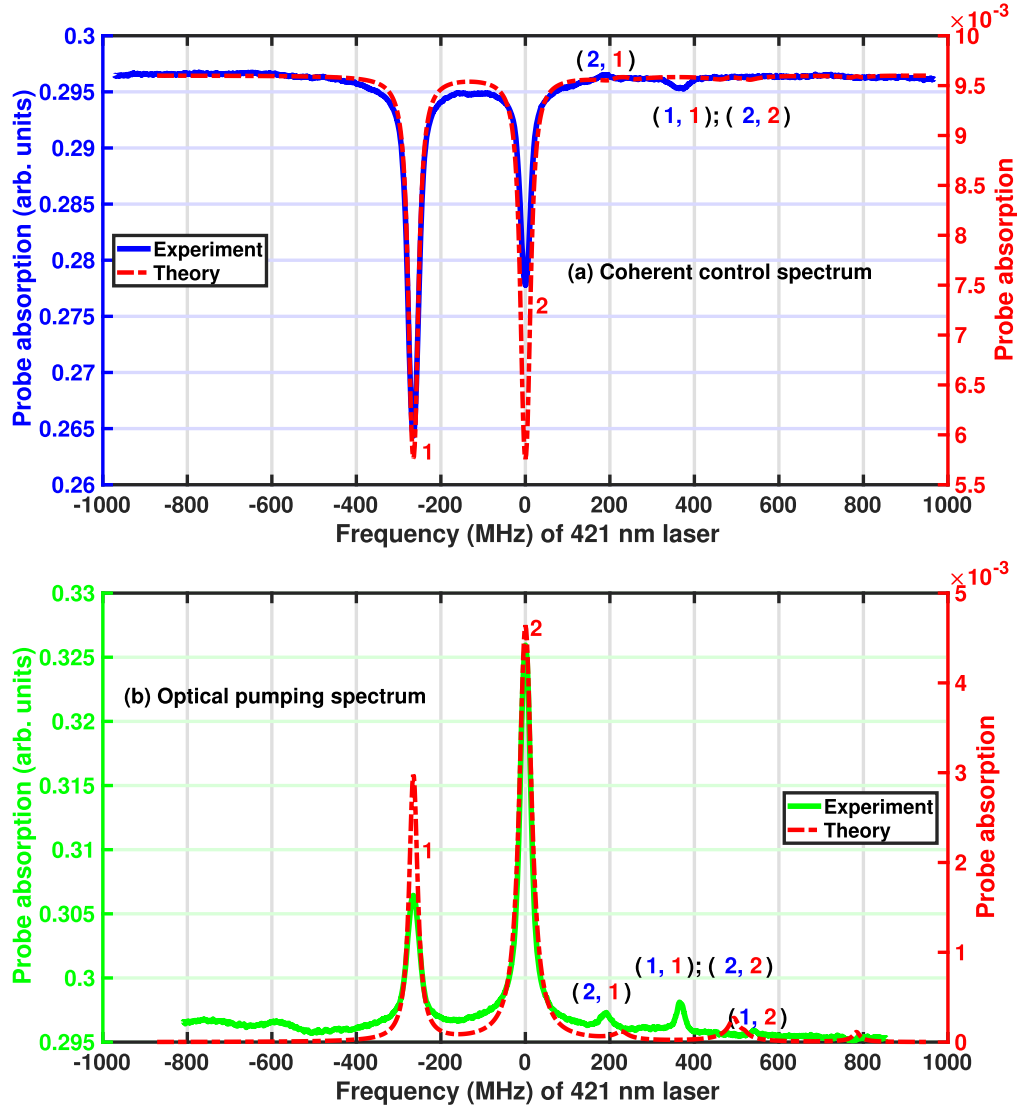 ×10⁻³
0.3
0.295
0.29
0.285
0.28
0.275
0.27
0.265
0.26
Probe absorption (arb. units)
10
9.5
9
8.5
8
7.5
7
6.5
6
5.5
Probe absorption
(2, 1)
(1, 1); (2, 2)
Experiment
Theory
(a) Coherent control spectrum
2
1
-1000 -800 -600 -400 -200 0 200 400 600 800 1000
Frequency (MHz) of 421 nm laser
×10⁻³
0.33
0.325
0.32
0.315
0.31
0.305
0.3
0.295
Probe absorption (arb. units)
5
4
3
2
1
0
Probe absorption
2
(b) Optical pumping spectrum
Experiment
Theory
1
(1, 1); (2, 2)
(2, 1)
(1, 2)
-1000 -800 -600 -400 -200 0 200 400 600 800 1000
Frequency (MHz) of 421 nm laser